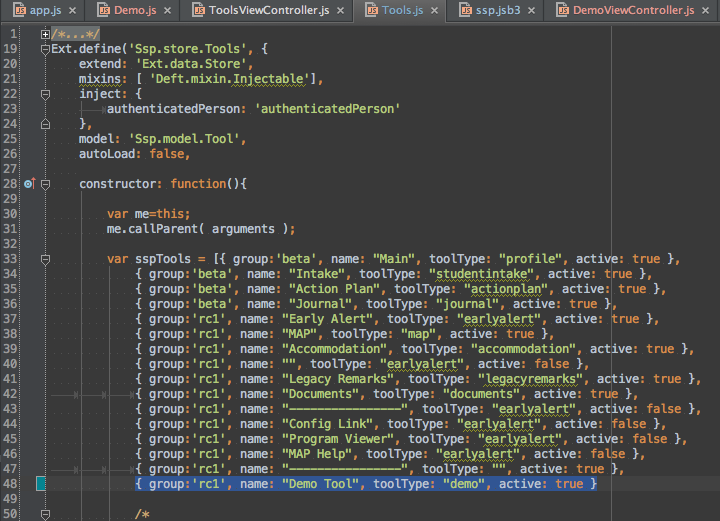 app.js Demo.js ToolsViewController.js Tools.js ssp.jsb3 DemoViewController.js
1 /*...*/
19 Ext.define('Ssp.store.Tools', {
20 extend: 'Ext.data.Store',
21 mixins: [ 'Deft.mixin.Injectable'],
22 inject: {
23 authenticatedPerson: 'authenticatedPerson'
24 },
25 model: 'Ssp.model.Tool',
26 autoLoad: false,
27
28 constructor: function(){
29
30 var me=this;
31 me.callParent( arguments );
32
33 var sspTools = [{ group:'beta', name: "Main", toolType: "profile", active: true },
34 { group:'beta', name: "Intake", toolType: "studentintake", active: true },
35 { group:'beta', name: "Action Plan", toolType: "actionplan", active: true },
36 { group:'beta', name: "Journal", toolType: "journal", active: true },
37 { group:'rc1', name: "Early Alert", toolType: "earlyalert", active: true },
38 { group:'rc1', name: "MAP", toolType: "map", active: true },
39 { group:'rc1', name: "Accommodation", toolType: "accommodation", active: true },
40 { group:'rc1', name: "", toolType: "earlyalert", active: false },
41 { group:'rc1', name: "Legacy Remarks", toolType: "legacyremarks", active: true },
42 { group:'rc1', name: "Documents", toolType: "documents", active: true },
43 { group:'rc1', name: "----------------", toolType: "earlyalert", active: false },
44 { group:'rc1', name: "Config Link", toolType: "earlyalert", active: false },
45 { group:'rc1', name: "Program Viewer", toolType: "earlyalert", active: false },
46 { group:'rc1', name: "MAP Help", toolType: "earlyalert", active: false },
47 { group:'rc1', name: "----------------", toolType: "", active: true },
48 { group:'rc1', name: "Demo Tool", toolType: "demo", active: true }
49
50 /*